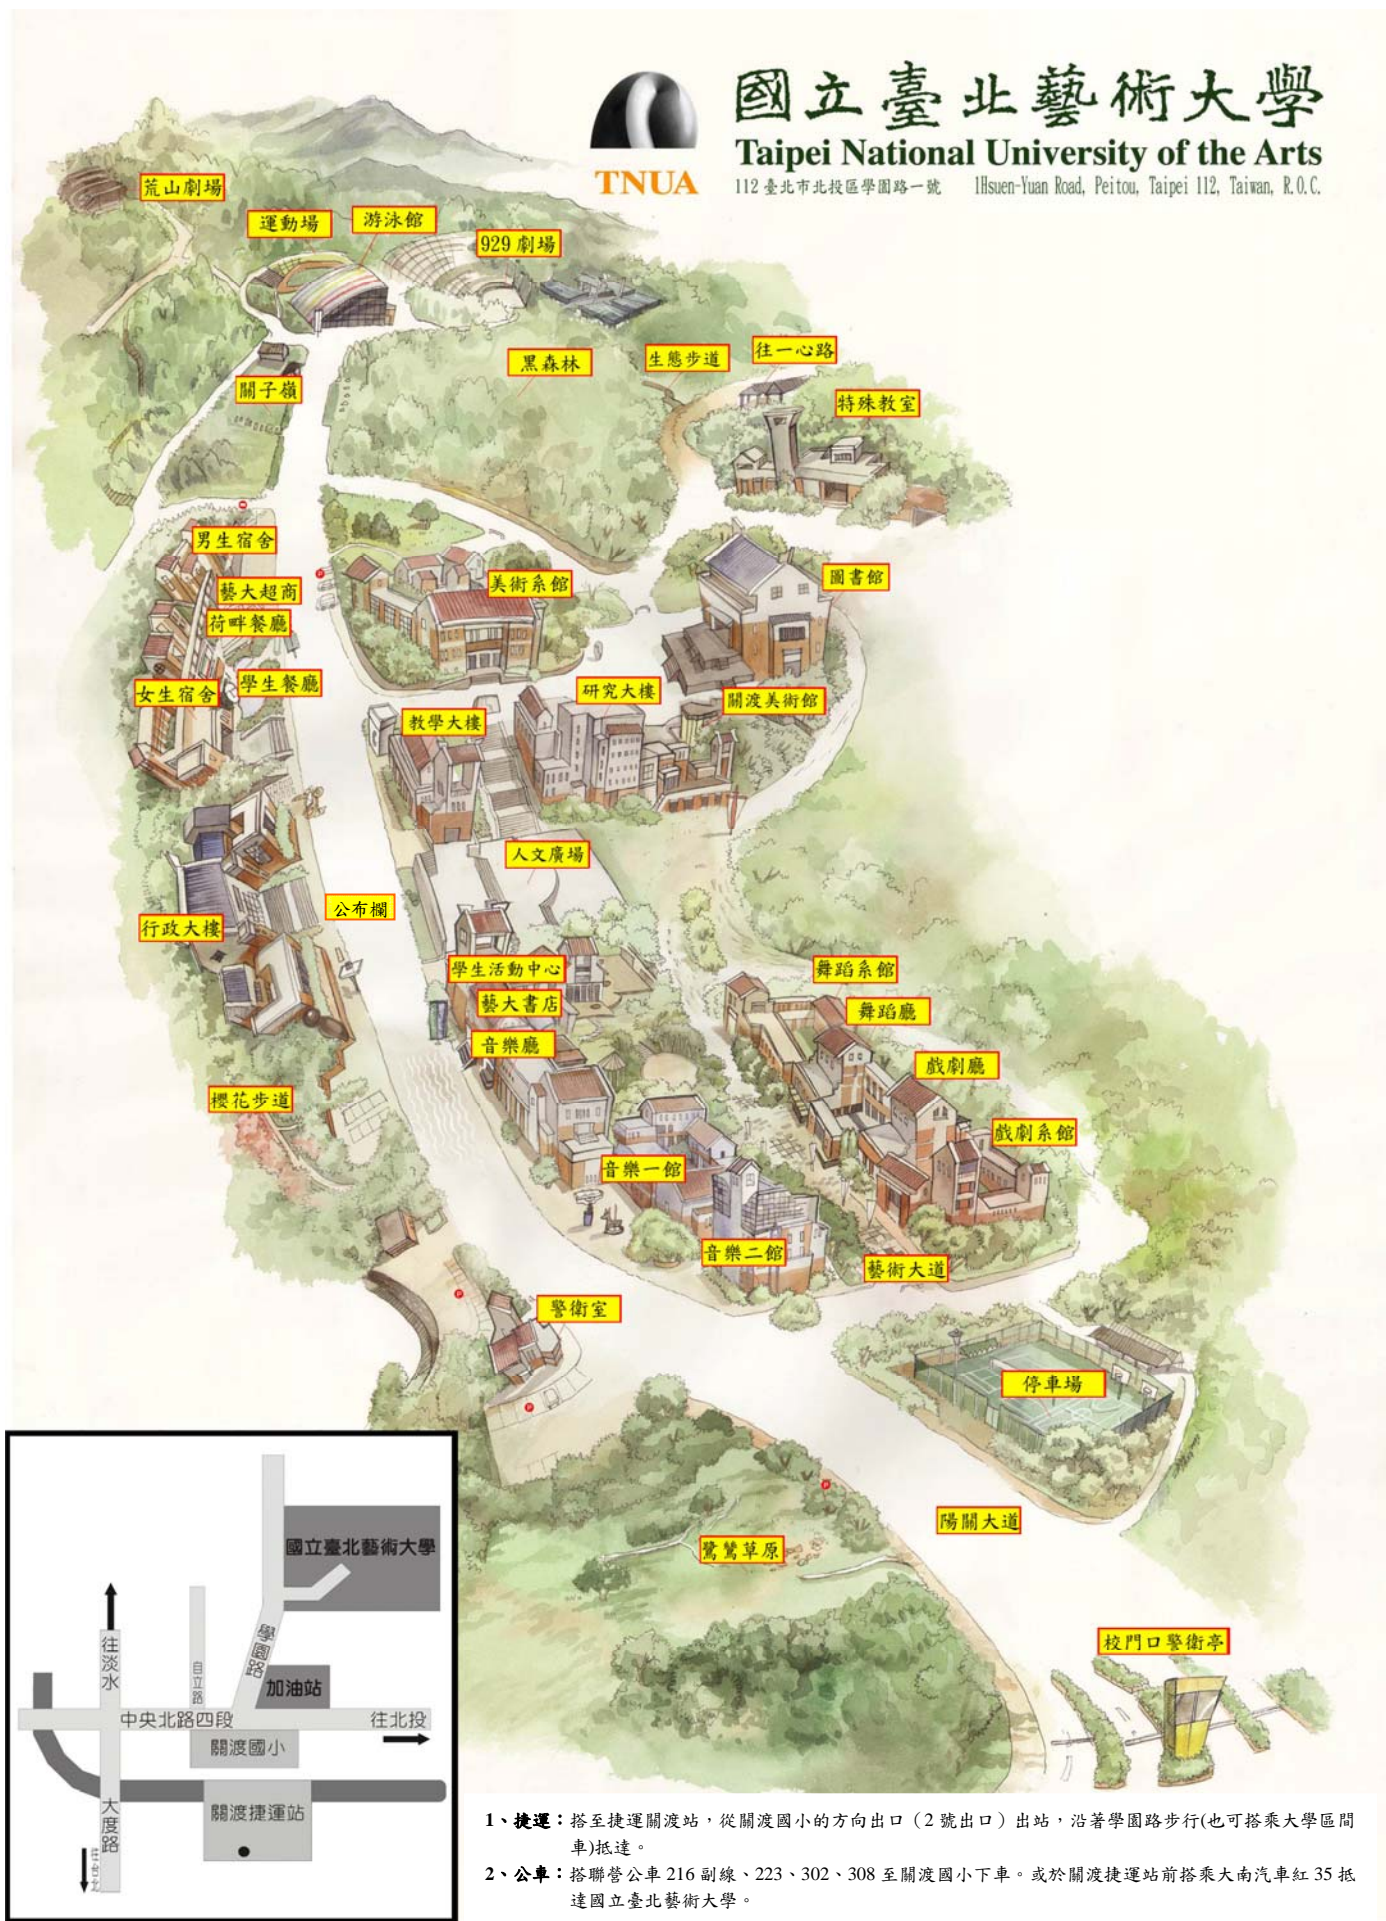 國立臺北藝術大學
TNUA
Taipei National University of the Arts
112 臺北市北投區學園路一號 1Hsuen-Yuan Road, Peitou, Taipei 112, Taiwan, R.O.C.
荒山劇場
運動場
游泳館
929 劇場
黑森林
生態步道
往一心路
關子嶺
特殊教室
男生宿舍
藝大超商
荷畔餐廳
學生餐廳
女生宿舍
美術系館
圖書館
研究大樓
關渡美術館
教學大樓
人文廣場
公布欄
行政大樓
學生活動中心
藝大書店
音樂廳
舞蹈系館
舞蹈廳
戲劇廳
戲劇系館
櫻花步道
音樂一館
音樂二館
藝術大道
警衛室
停車場
陽關大道
鷺鷥草原
校門口警衛亭
P
P
P
P
國立臺北藝術大學
學園路
往淡水
自立路
加油站
中央北路四段
往北投
關渡國小
大度路
關渡捷運站
往台北
1、捷運：搭至捷運關渡站，從關渡國小的方向出口（2 號出口）出站，沿著學園路步行(也可搭乘大學區間
車)抵達。
2、公車：搭聯營公車 216 副線、223、302、308 至關渡國小下車。或於關渡捷運站前搭乘大南汽車紅 35 抵
達國立臺北藝術大學。